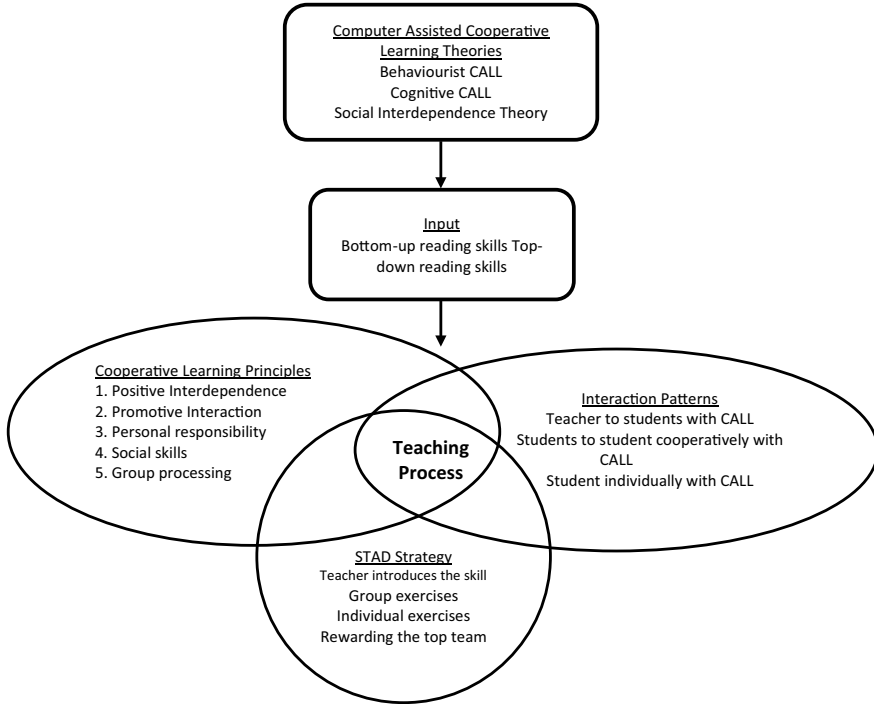 Computer Assisted Cooperative
Learning Theories
Behaviourist CALL
Cognitive CALL
Social Interdependence Theory
Input
Bottom-up reading skills Top-
down reading skills
Cooperative Learning Principles
1. Positive Interdependence
2. Promotive Interaction
3. Personal responsibility
4. Social skills
5. Group processing
Interaction Patterns
Teacher to students with CALL
Students to student cooperatively with
CALL
Student individually with CALL
Teaching
Process
STAD Strategy
Teacher introduces the skill
Group exercises
Individual exercises
Rewarding the top team